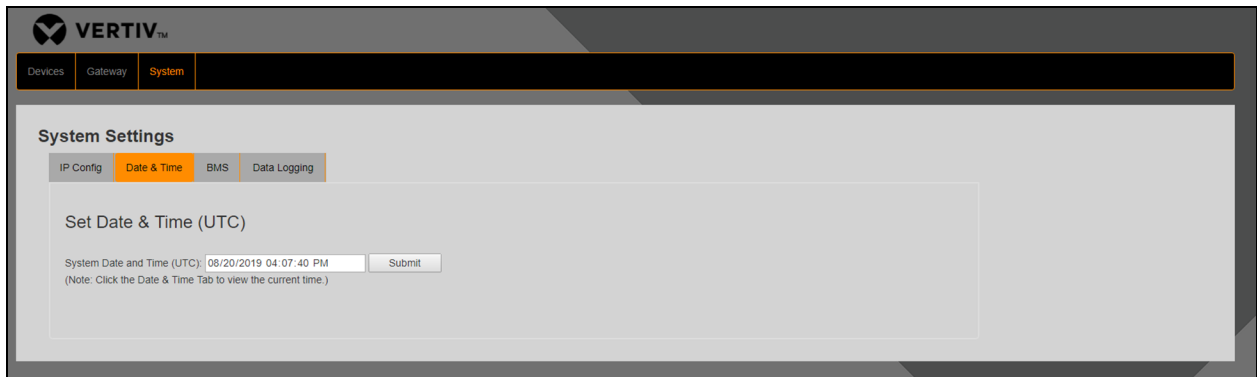 VERTIV™
Devices Gateway System
System Settings
IP Config Date & Time BMS Data Logging
Set Date & Time (UTC)
System Date and Time (UTC): 08/20/2019 04:07:40 PM Submit
(Note: Click the Date & Time Tab to view the current time.)